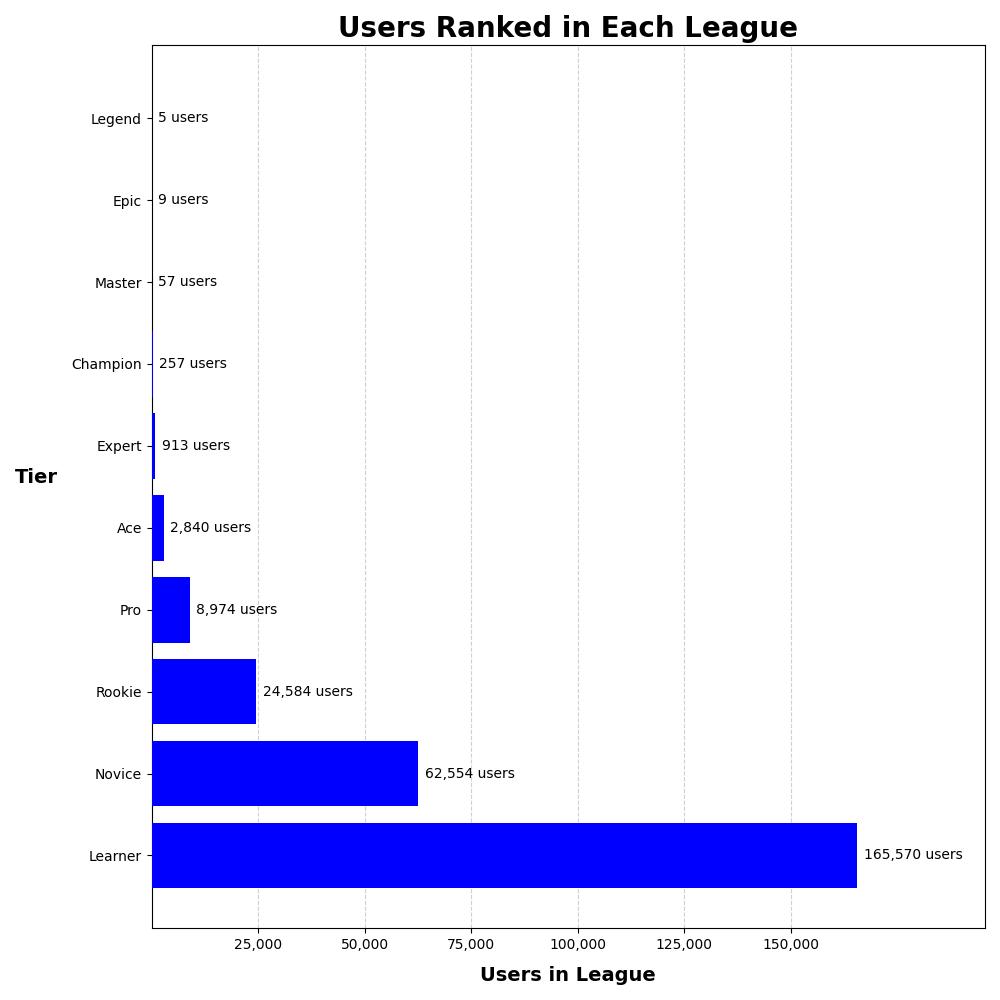 Users Ranked in Each League
Legend 5 users
Epic 9 users
Master 57 users
Champion 257 users
Expert 913 users
Tier
Ace 2,840 users
Pro 8,974 users
Rookie 24,584 users
Novice 62,554 users
Learner 165,570 users
25,000 50,000 75,000 100,000 125,000 150,000
Users in League